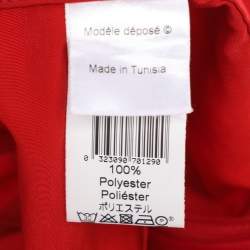 Modèle déposé ©
Made in Tunisia
0 323090 701290
100%
Polyester
Poliéster
ポリエステル